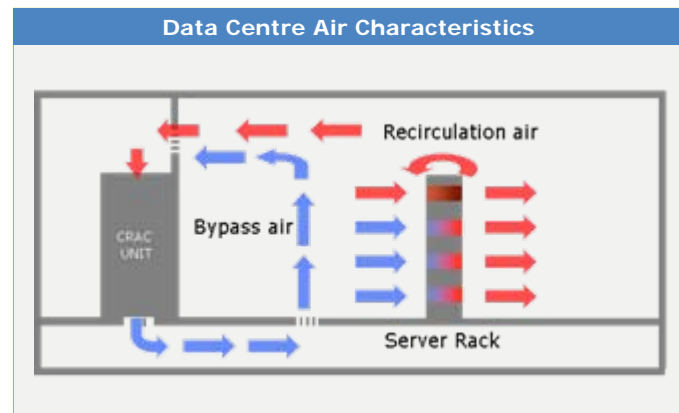 Data Centre Air Characteristics
Recirculation air
Bypass air
CRAC
UNIT
Server Rack